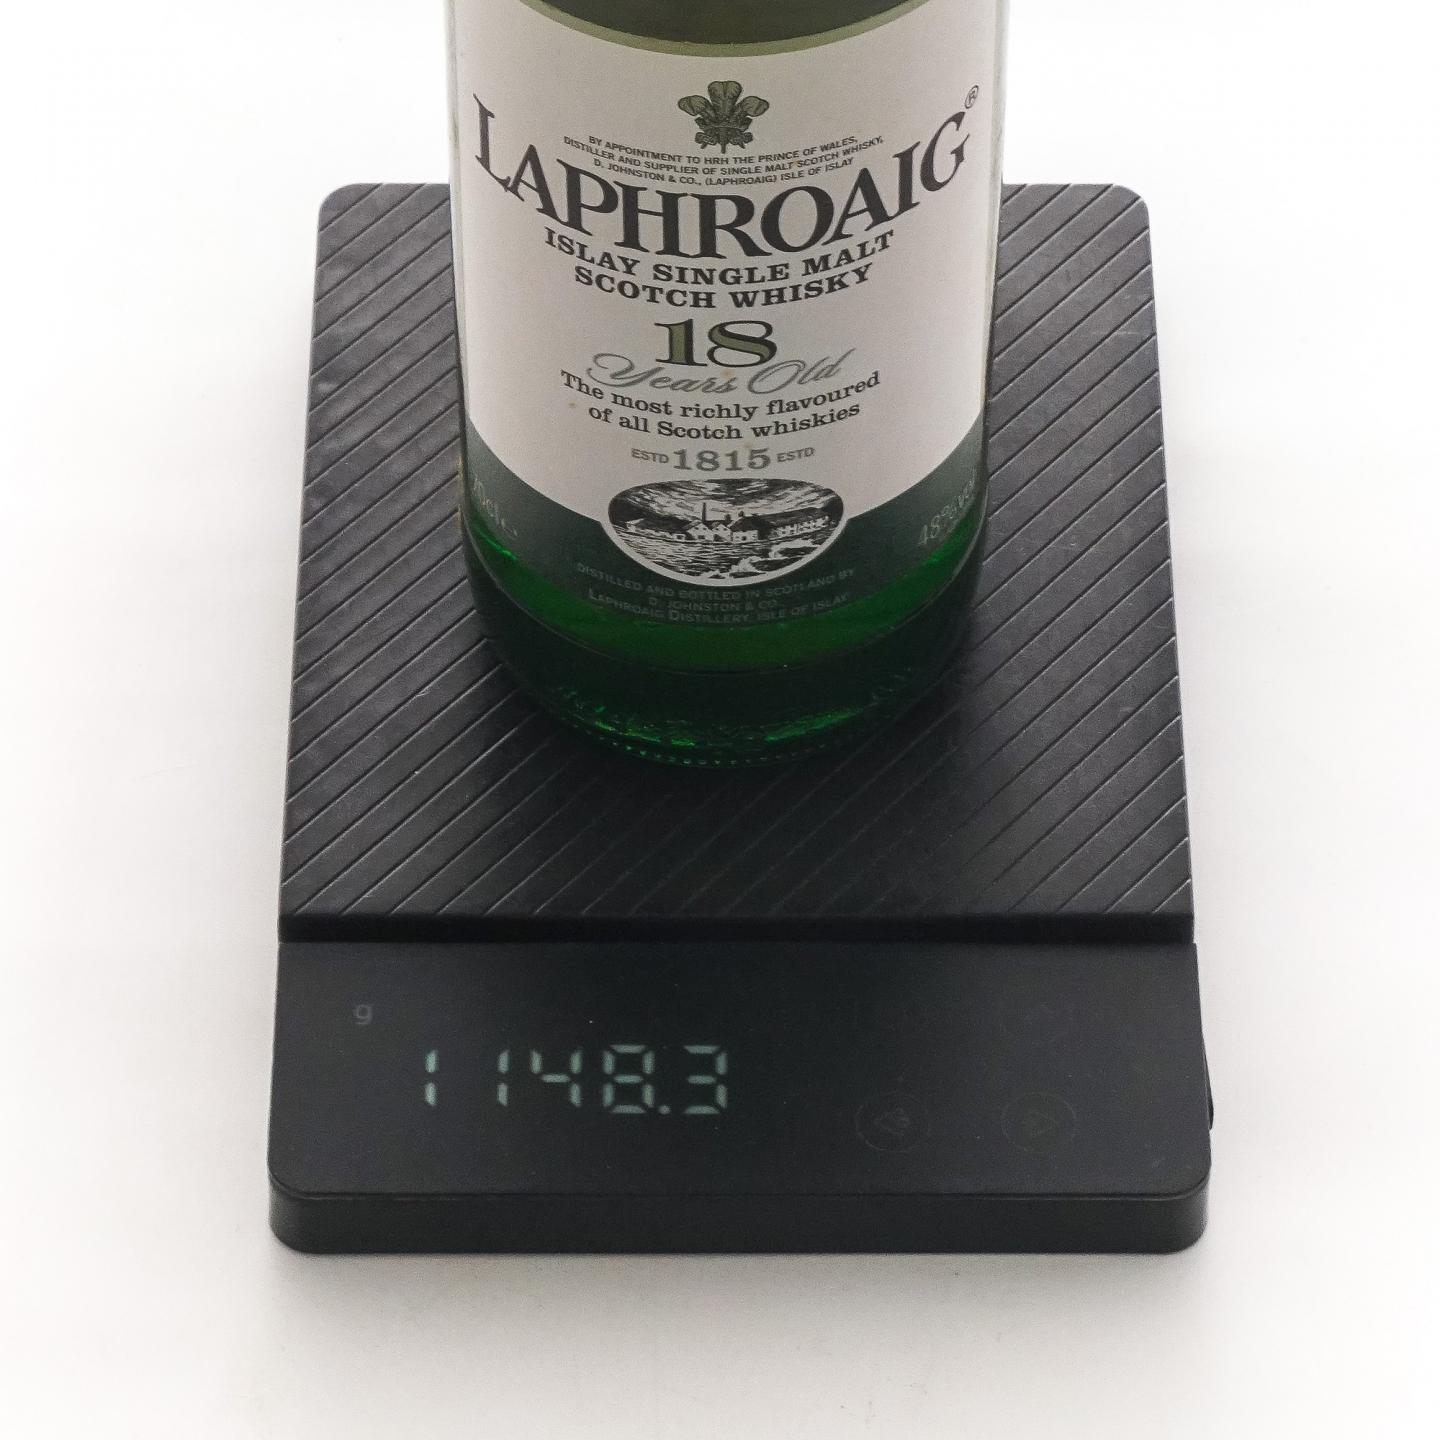 BY APPOINTMENT TO HRH THE PRINCE OF WALES,
DISTILLER AND SUPPLIER OF SINGLE MALT SCOTCH WHISKY,
D. JOHNSTON & CO., (LAPHROAIG) ISLE OF ISLAY
LAPHROAIG®
ISLAY SINGLE MALT
SCOTCH WHISKY
18
Years Old
The most richly flavoured
of all Scotch whiskies
ESTD 1815 ESTD
70cl e
48%vol
DISTILLED AND BOTTLED IN SCOTLAND BY
D. JOHNSTON & CO.,
LAPHROAIG DISTILLERY, ISLE OF ISLAY
g
1148.3